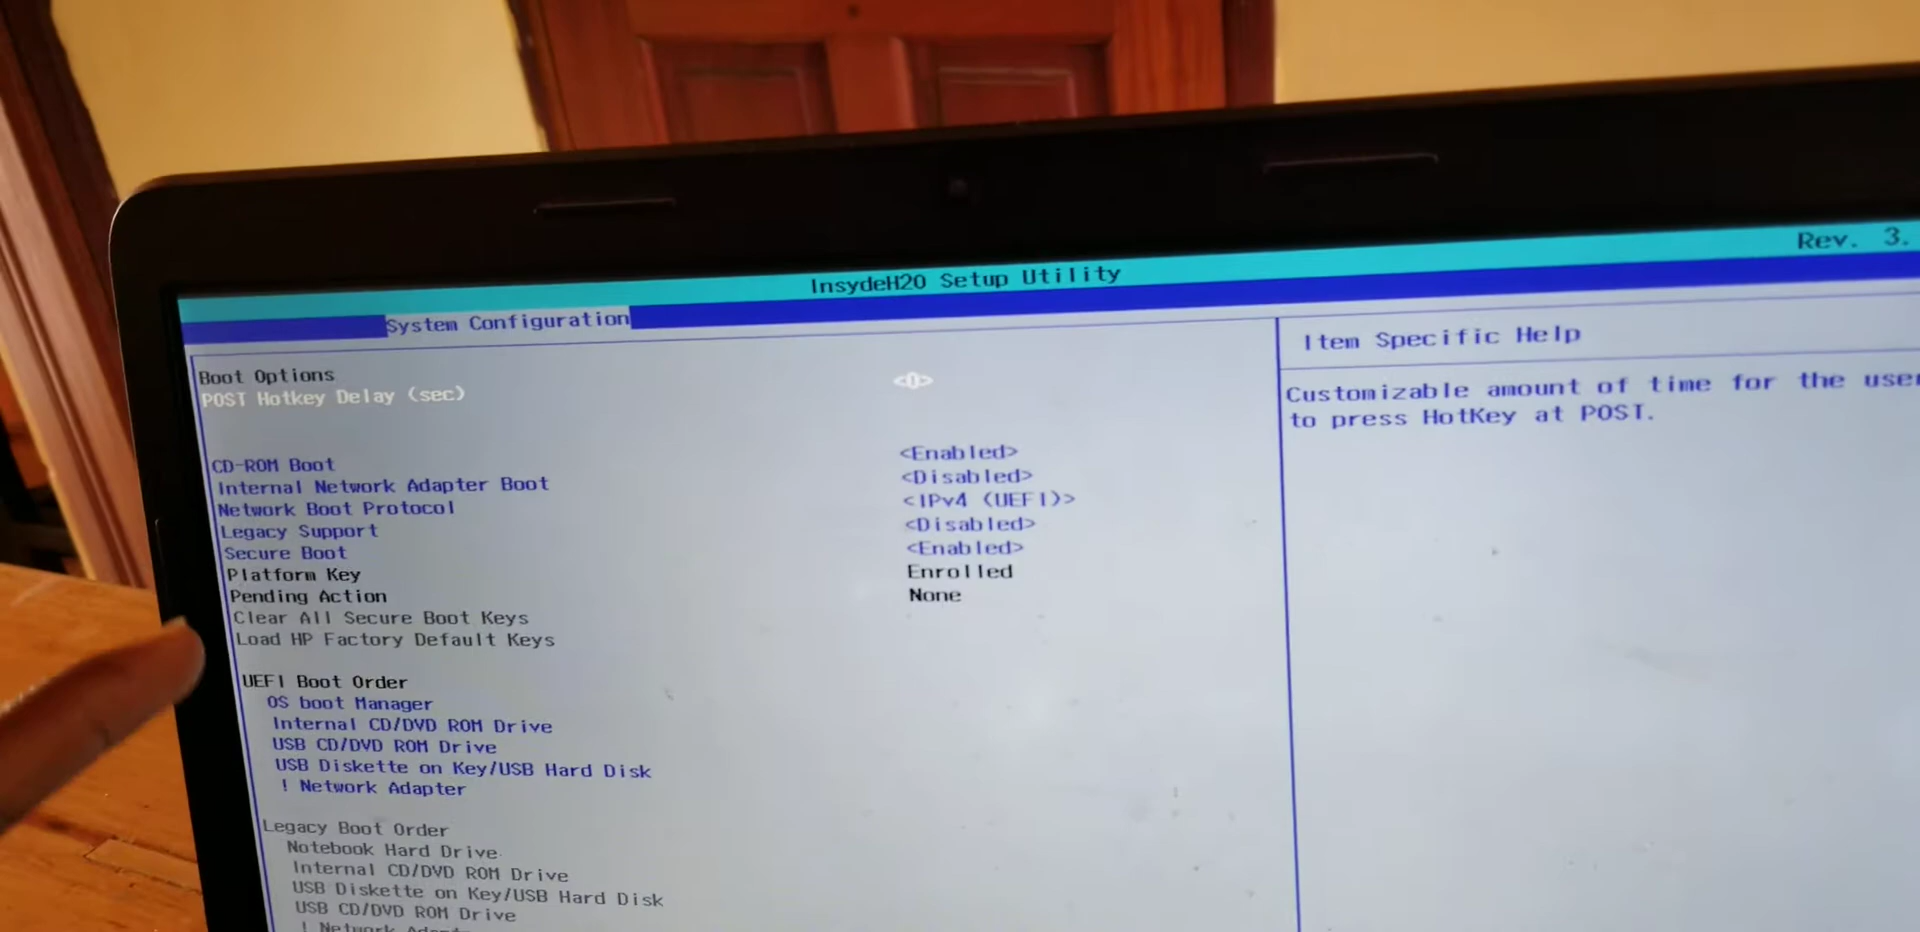 InsydeH20 Setup Utility
Rev. 3.
System Configuration
Boot Options
POST Hotkey Delay (sec) <0>
CD-ROM Boot <Enabled>
Internal Network Adapter Boot <Disabled>
Network Boot Protocol <IPv4 (UEFI)>
Legacy Support <Disabled>
Secure Boot <Enabled>
Platform Key Enrolled
Pending Action None
Clear All Secure Boot Keys
Load HP Factory Default Keys
UEFI Boot Order
OS boot Manager
Internal CD/DVD ROM Drive
USB CD/DVD ROM Drive
USB Diskette on Key/USB Hard Disk
! Network Adapter
Legacy Boot Order
Notebook Hard Drive
Internal CD/DVD ROM Drive
USB Diskette on Key/USB Hard Disk
USB CD/DVD ROM Drive
! Network
Item Specific Help
Customizable amount of time for the user
to press HotKey at POST.